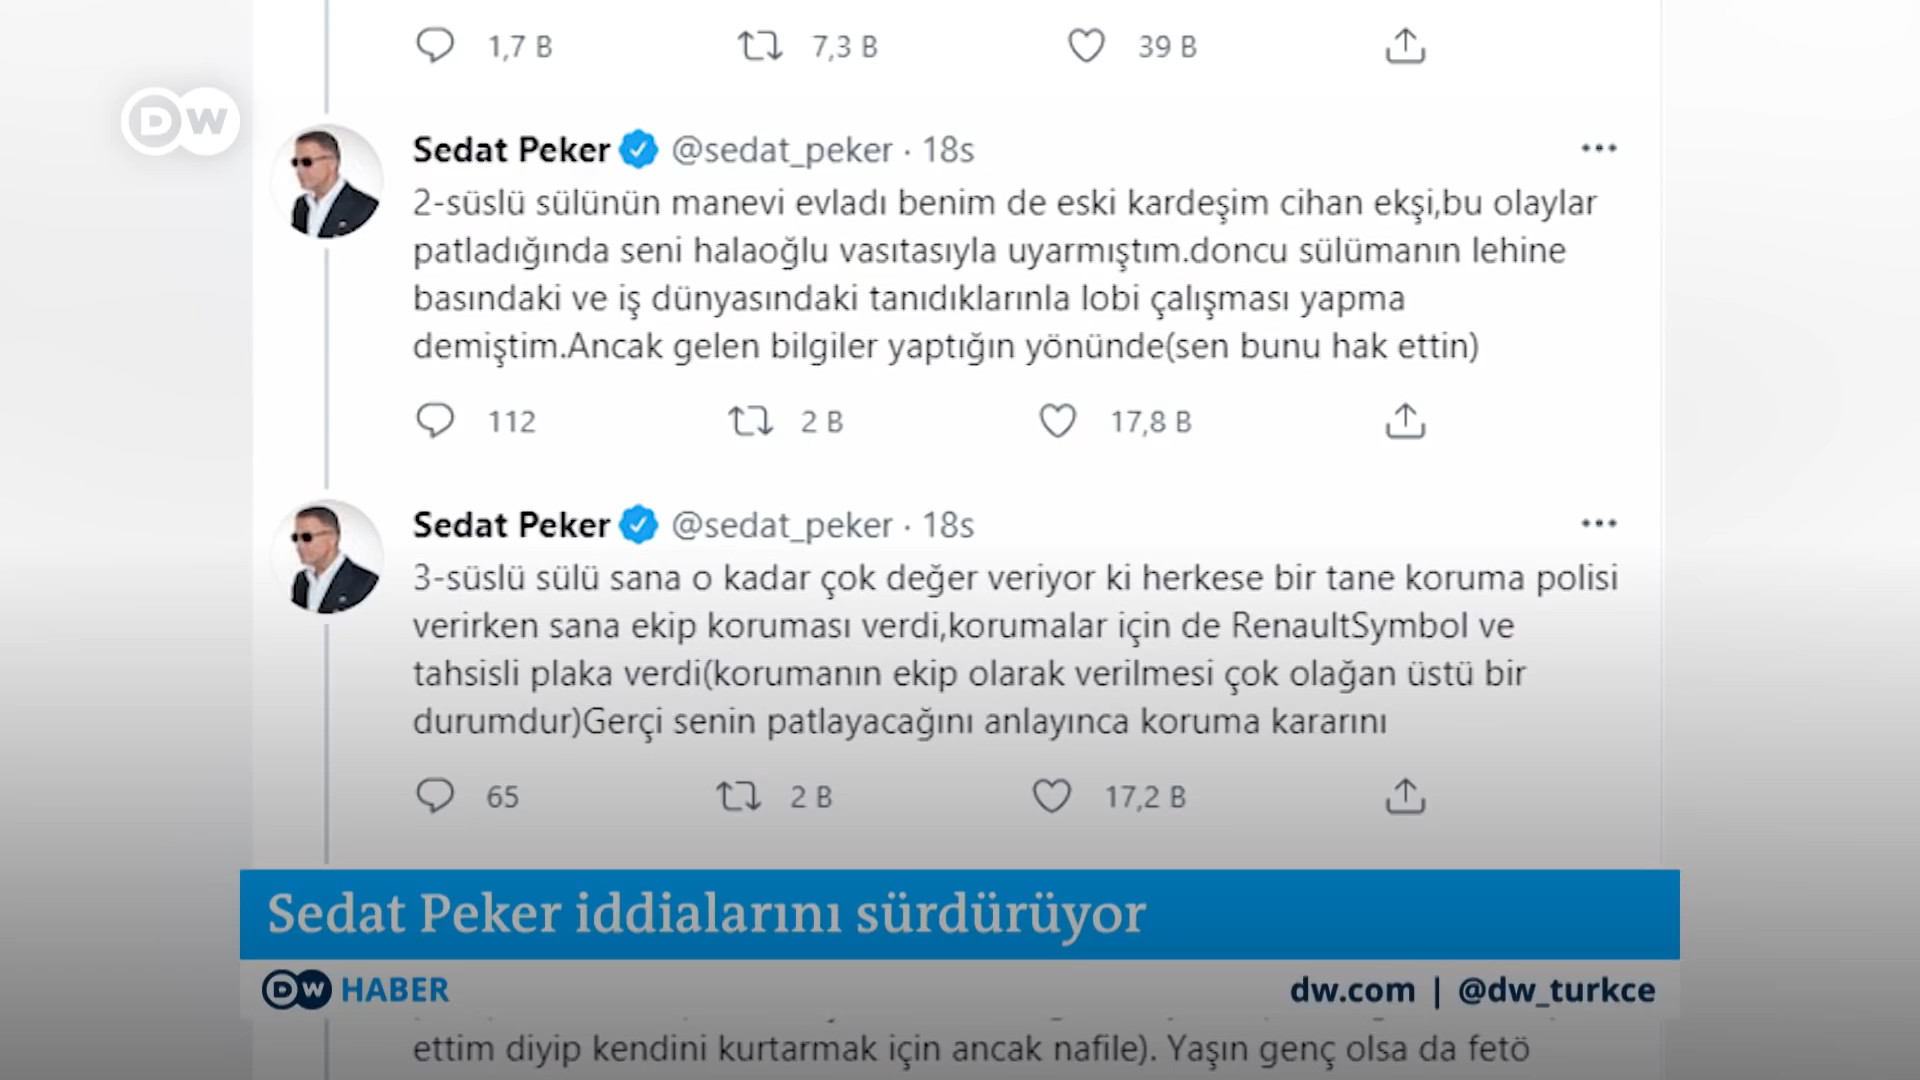 1,7 B 7,3 B 39 B
DW
Sedat Peker @sedat_peker · 18s
2-süslü sülünün manevi evladı benim de eski kardeşim cihan ekşi,bu olaylar
patladığında seni halaoğlu vasıtasıyla uyarmıştım.doncu sülümanın lehine
basındaki ve iş dünyasındaki tanıdıklarınla lobi çalışması yapma
demiştim.Ancak gelen bilgiler yaptığın yönünde(sen bunu hak ettin)
112 2 B 17,8 B
Sedat Peker @sedat_peker · 18s
3-süslü sülü sana o kadar çok değer veriyor ki herkese bir tane koruma polisi
verirken sana ekip koruması verdi,korumalar için de RenaultSymbol ve
tahsisli plaka verdi(korumanın ekip olarak verilmesi çok olağan üstü bir
durumdur)Gerçi senin patlayacağını anlayınca koruma kararını
65 2 B 17,2 B
Sedat Peker iddialarını sürdürüyor
DW HABER dw.com | @dw_turkce
ettim diyip kendini kurtarmak için ancak nafile). Yaşın genç olsa da fetö